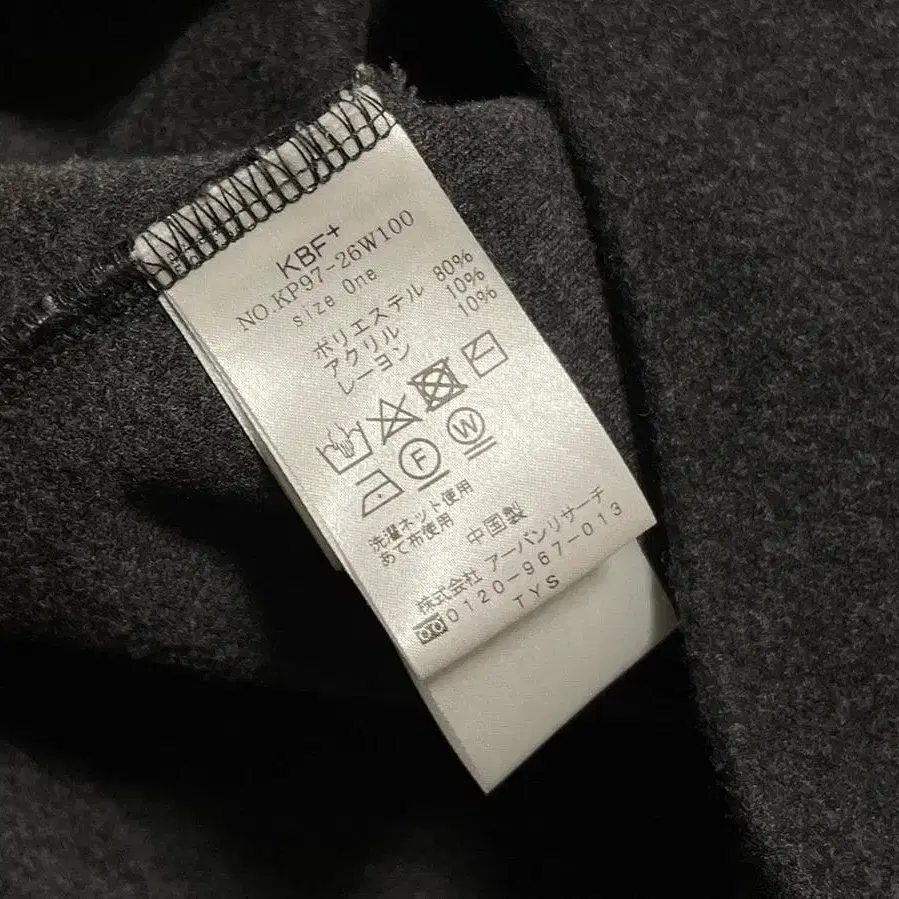 KBF+
NO.KP97-26W100
size One
ポリエステル 80%
アクリル 10%
レーヨン 10%
F W
洗濯ネット使用
あて布使用
中国製
株式会社 アーバンリサーチ
0120-967-013
TYS